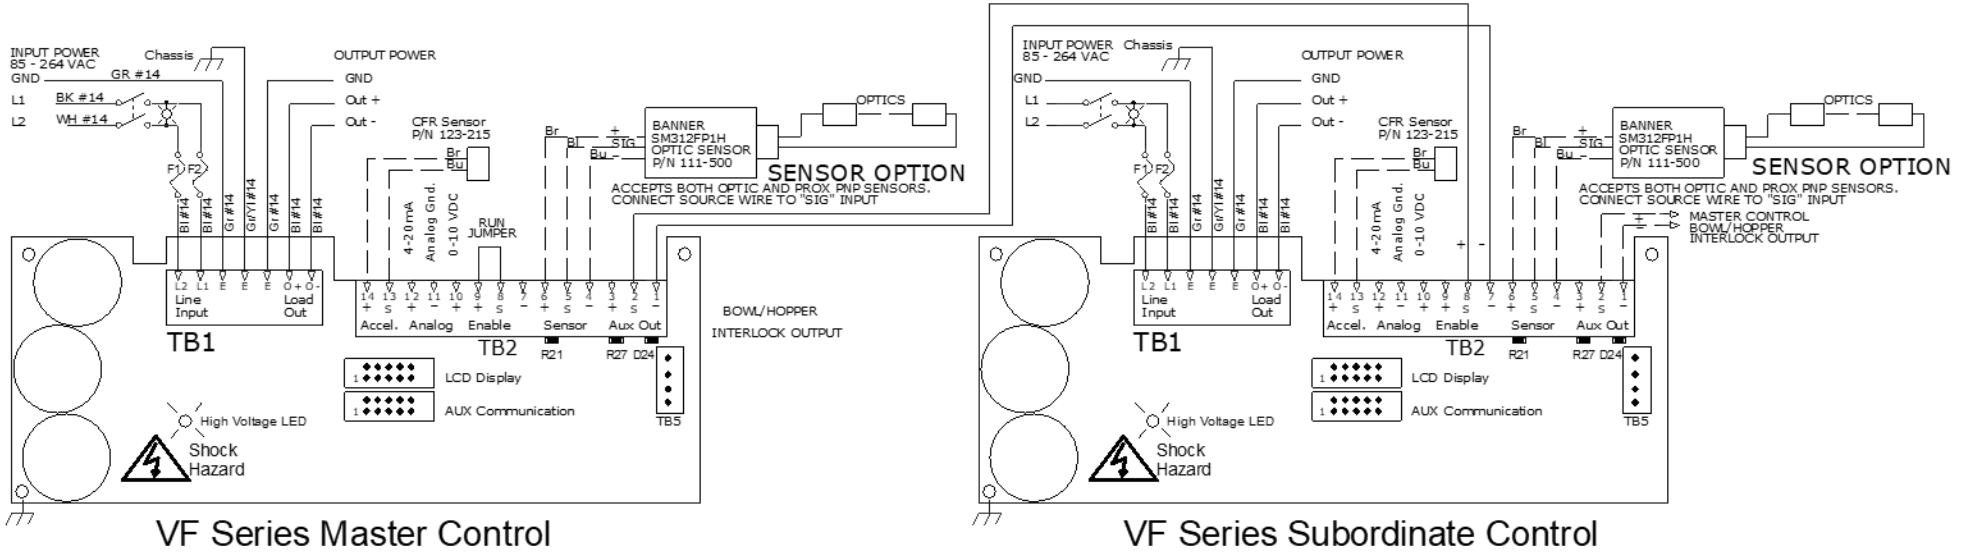 INPUT POWER
85 - 264 VAC
Chassis
OUTPUT POWER
GND
GR #14
GND
L1
BK #14
Out +
L2
WH #14
Out -
F1
F2
Bl #14
Bl #14
Gr #14
Gr/Yl #14
Gr #14
Bl #14
Bl #14
CFR Sensor
P/N 123-215
Br
Bu
4-20mA
Analog Gnd.
0-10 VDC
RUN
JUMPER
Br
+
Bl
SIG
Bu
-
BANNER
SM312FP1H
OPTIC SENSOR
P/N 111-500
OPTICS
SENSOR OPTION
ACCEPTS BOTH OPTIC AND PROX PNP SENSORS.
CONNECT SOURCE WIRE TO "SIG" INPUT
L2 L1 E E E O+ O-
Line
Input
Load
Out
TB1
14 13 12 11 10 9 8 7 6 5 4 3 2 1
+ S + - + + S - + S - + S -
Accel. Analog Enable Sensor Aux Out
TB2
R21
R27 D24
BOWL/HOPPER
INTERLOCK OUTPUT
1
LCD Display
1
AUX Communication
TB5
High Voltage LED
Shock
Hazard
VF Series Master Control
INPUT POWER
85 - 264 VAC
Chassis
OUTPUT POWER
GND
GND
L1
Out +
L2
Out -
F1
F2
Bl #14
Bl #14
Gr #14
Gr/Yl #14
Gr #14
Bl #14
Bl #14
CFR Sensor
P/N 123-215
Br
Bu
4-20mA
Analog Gnd.
0-10 VDC
+
-
Br
+
Bl
SIG
Bu
-
BANNER
SM312FP1H
OPTIC SENSOR
P/N 111-500
OPTICS
SENSOR OPTION
ACCEPTS BOTH OPTIC AND PROX PNP SENSORS.
CONNECT SOURCE WIRE TO "SIG" INPUT
+
-
MASTER CONTROL
BOWL/HOPPER
INTERLOCK OUTPUT
L2 L1 E E E O+ O-
Line
Input
Load
Out
TB1
14 13 12 11 10 9 8 7 6 5 4 3 2 1
+ S + - + + S - + S - + S -
Accel. Analog Enable Sensor Aux Out
TB2
R21
R27 D24
1
LCD Display
1
AUX Communication
TB5
High Voltage LED
Shock
Hazard
VF Series Subordinate Control